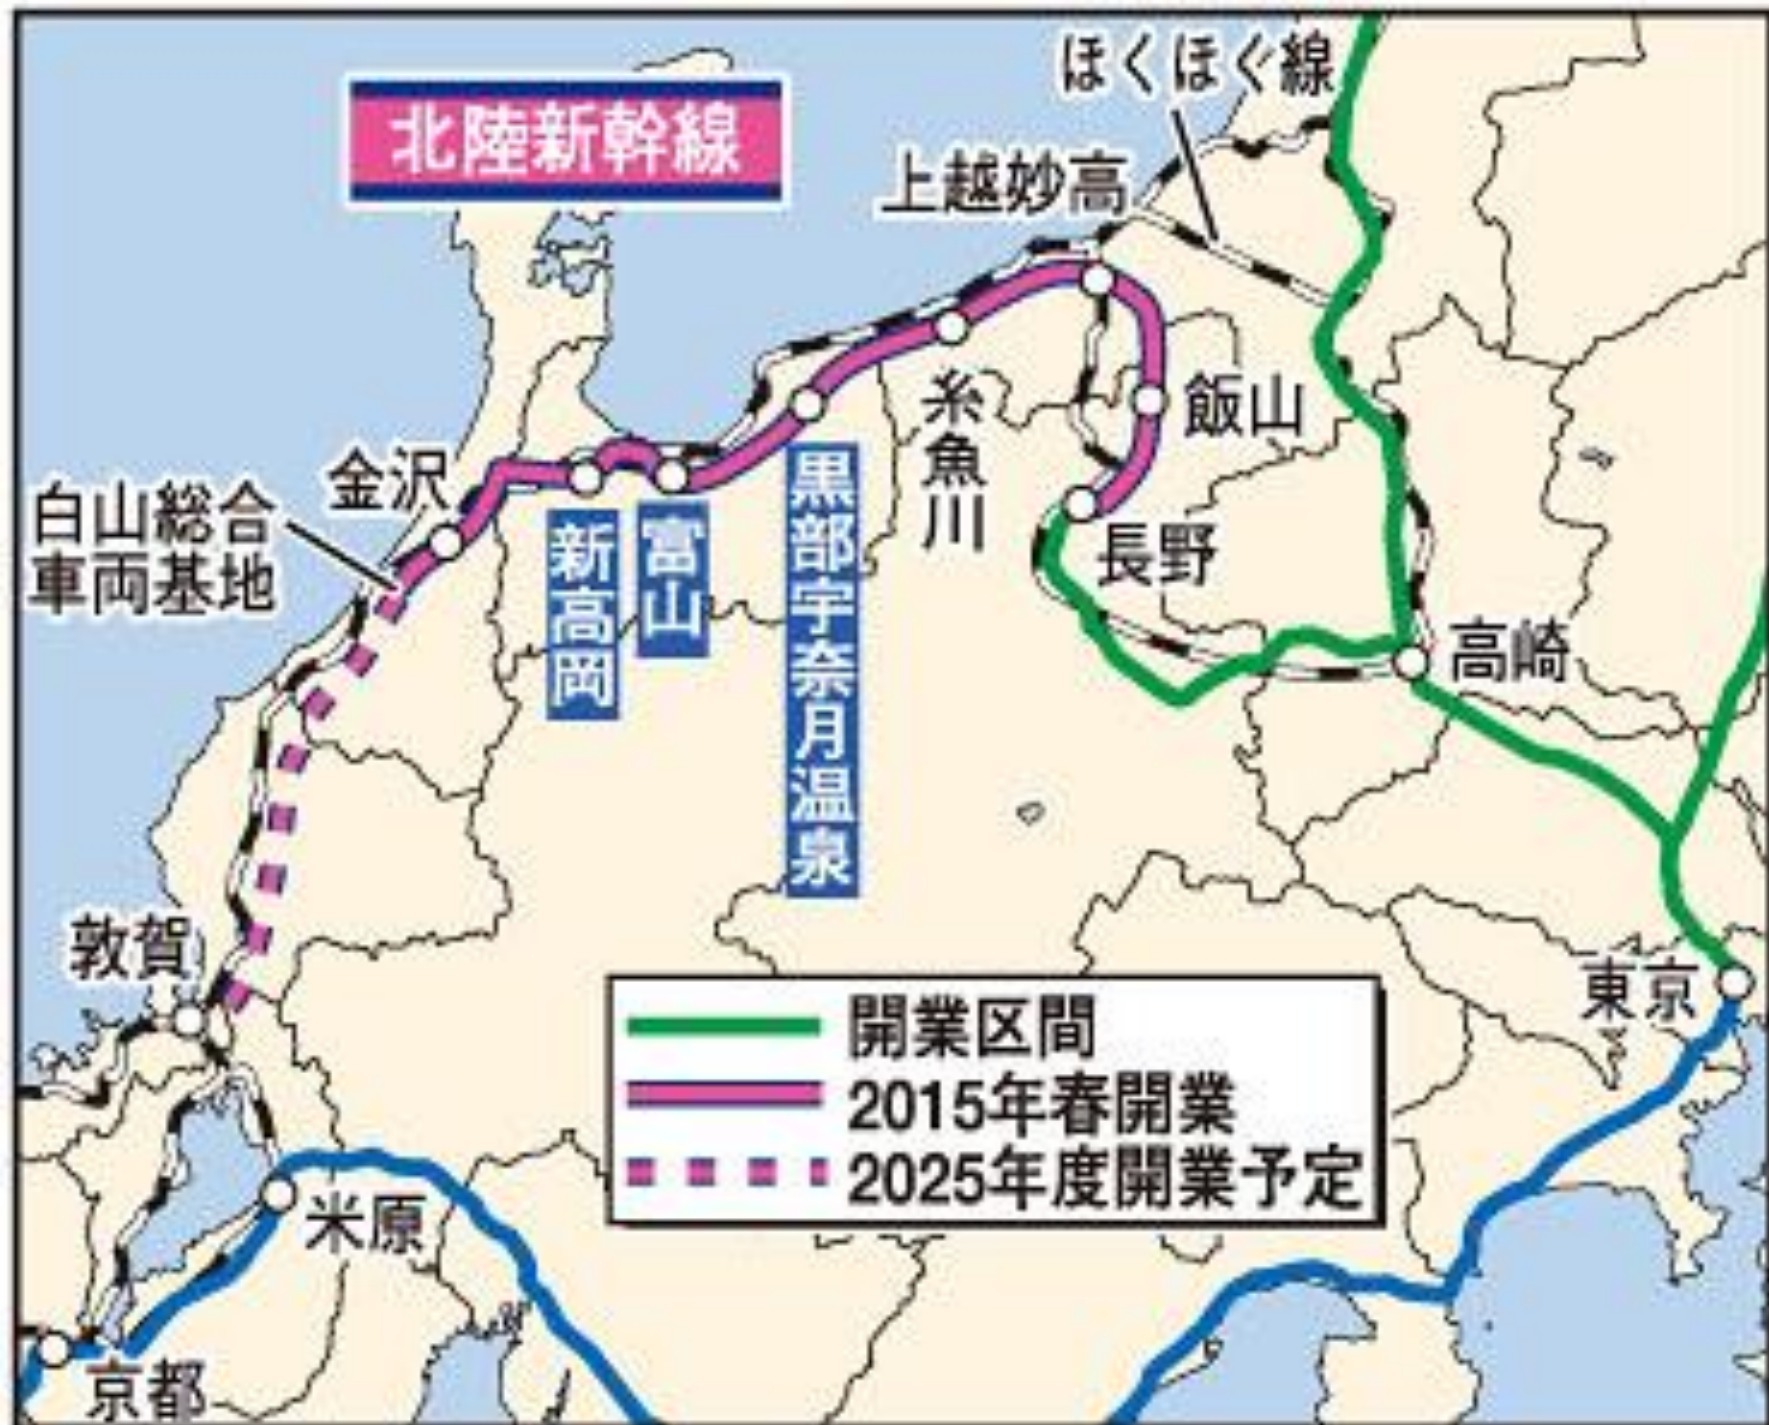 北陸新幹線
ほくほぐ線
上越妙高
糸魚川
飯山
金沢
白山総合
車両基地
新高岡
富山
黒部宇奈月温泉
長野
高崎
敦賀
東京
開業区間
2015年春開業
2025年度開業予定
米原
京都